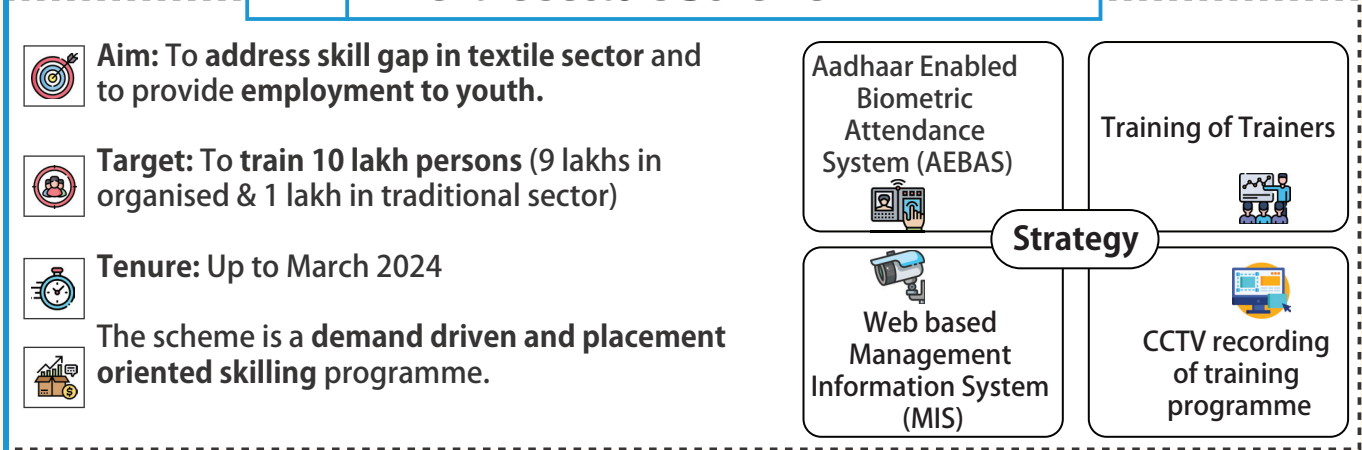 Aim: To address skill gap in textile sector and
to provide employment to youth.
Target: To train 10 lakh persons (9 lakhs in
organised & 1 lakh in traditional sector)
Tenure: Up to March 2024
The scheme is a demand driven and placement
oriented skilling programme.
Aadhaar Enabled
Biometric
Attendance
System (AEBAS)
Training of Trainers
Strategy
Web based
Management
Information System
(MIS)
CCTV recording
of training
programme